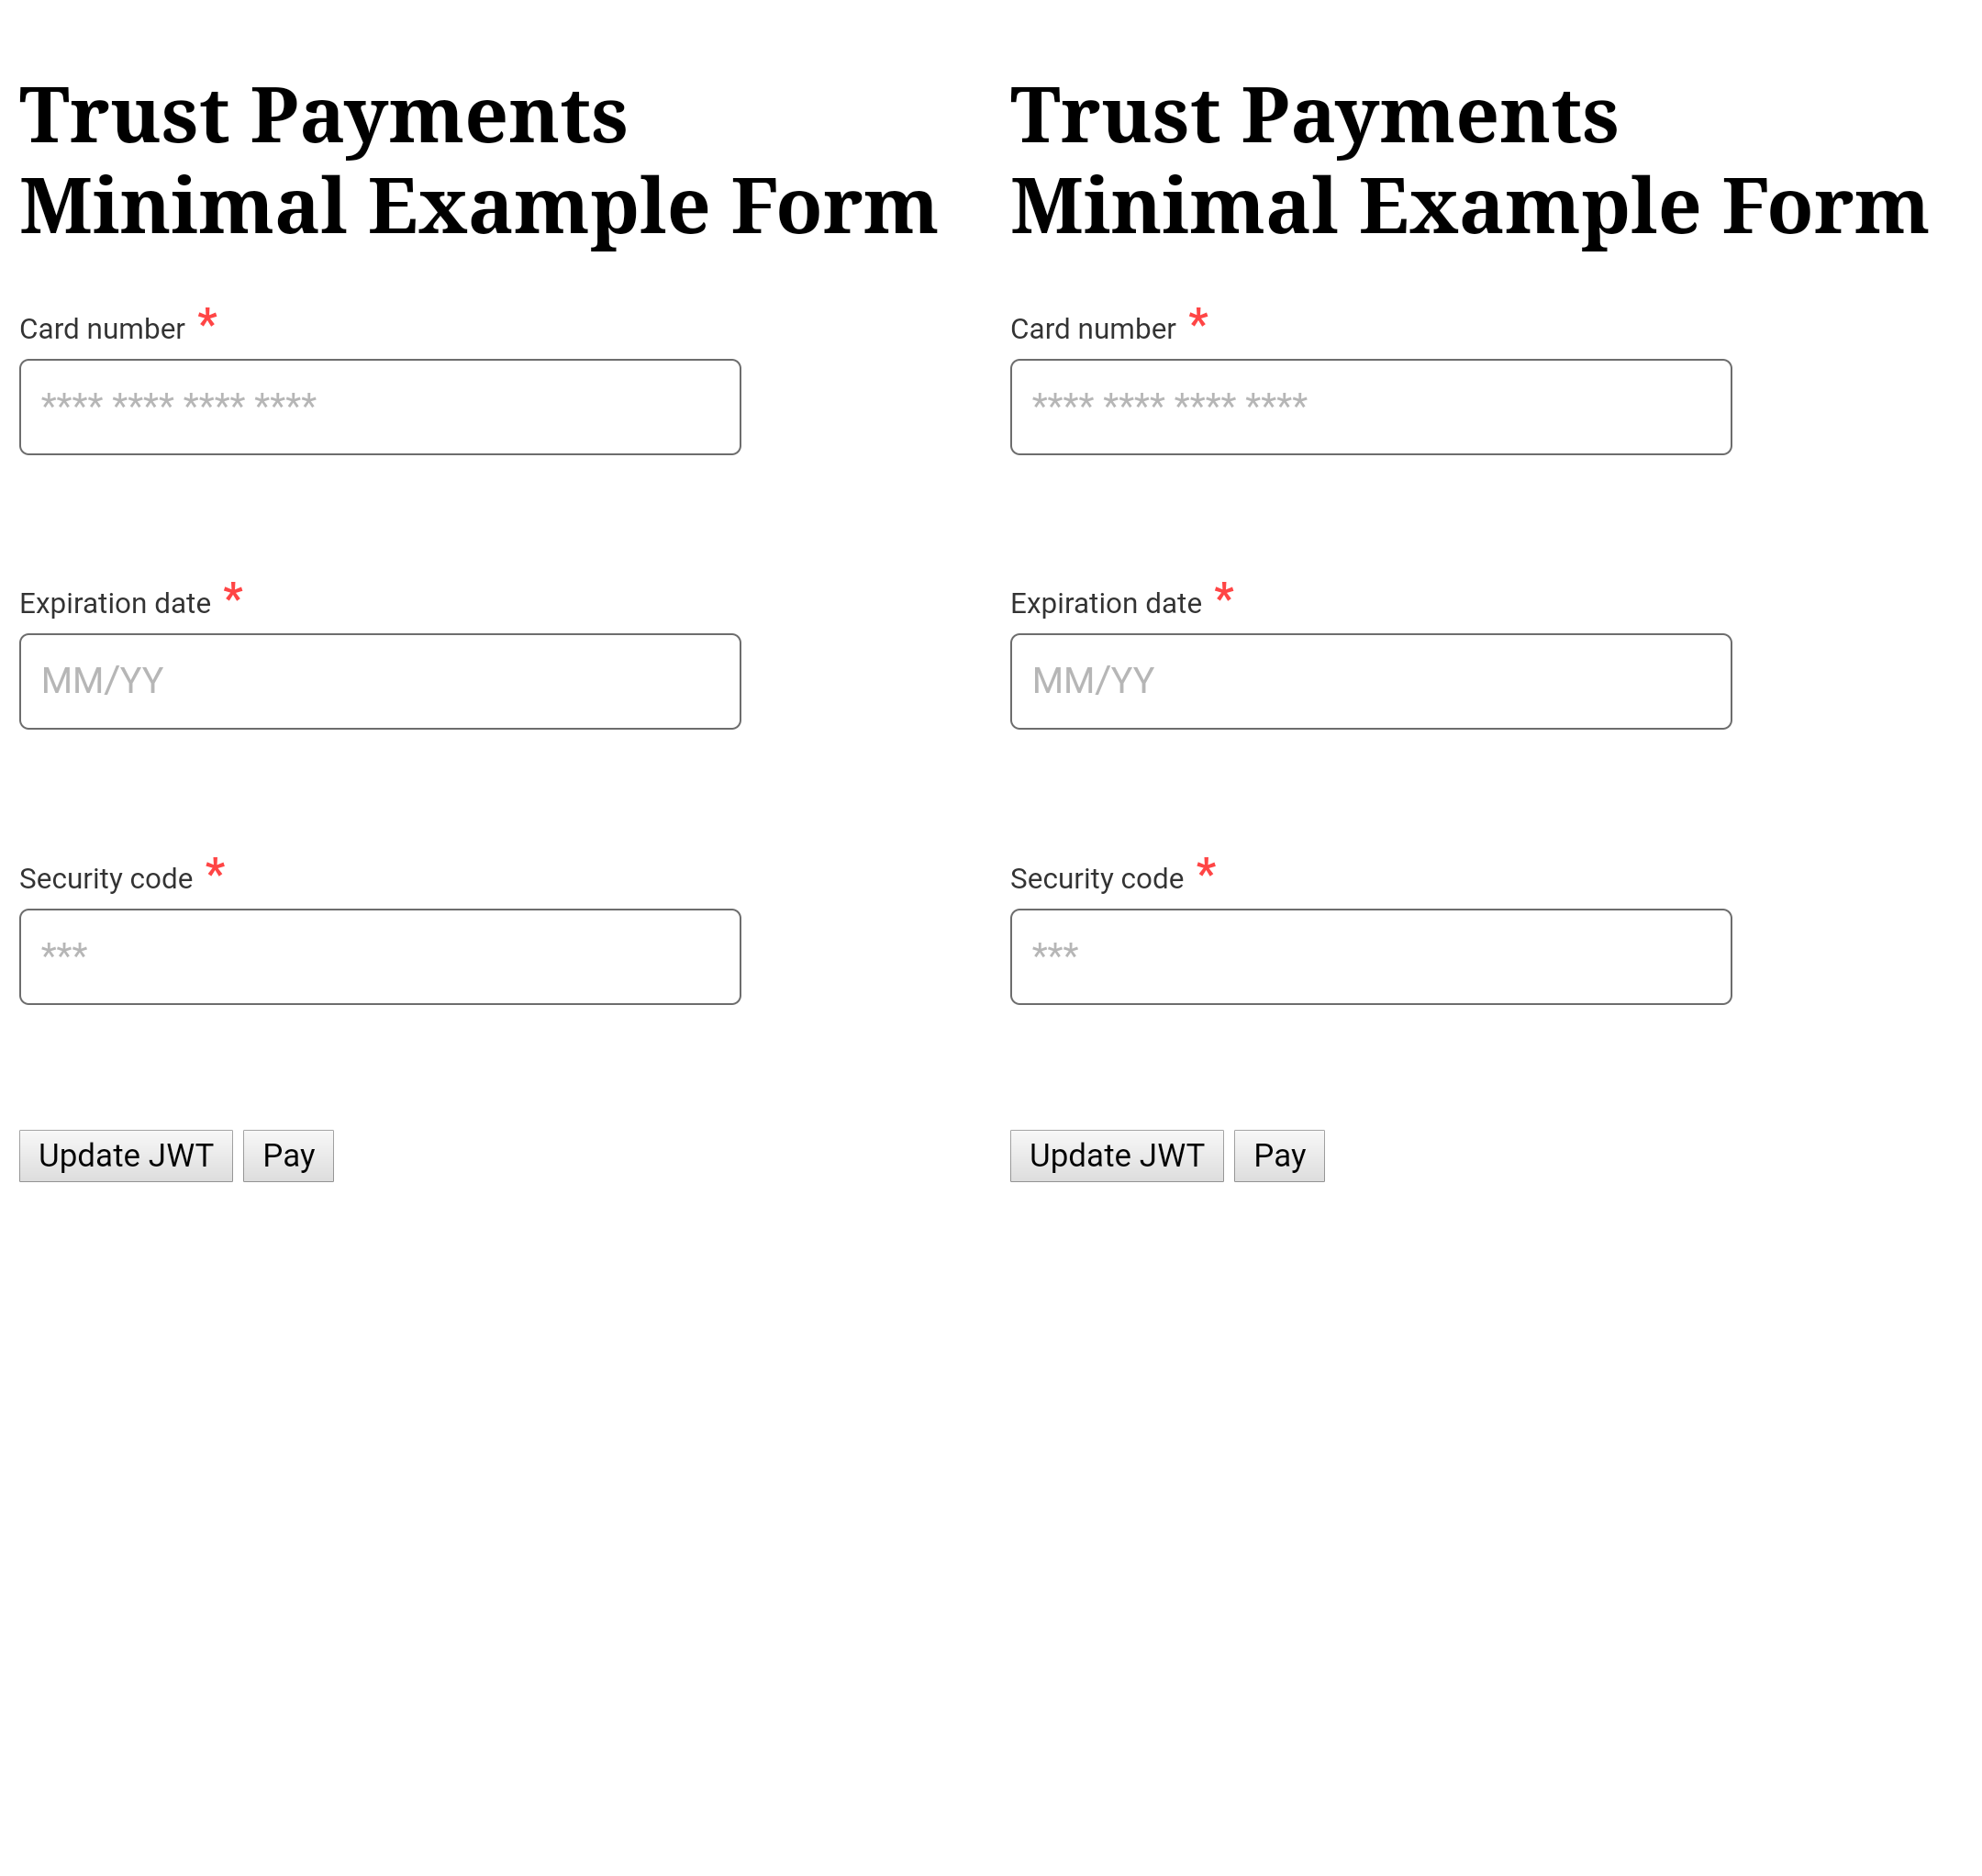 Trust Payments
Minimal Example Form
Card number *
**** **** **** ****
Expiration date *
MM/YY
Security code *
***
Update JWT Pay
Trust Payments
Minimal Example Form
Card number *
**** **** **** ****
Expiration date *
MM/YY
Security code *
***
Update JWT Pay